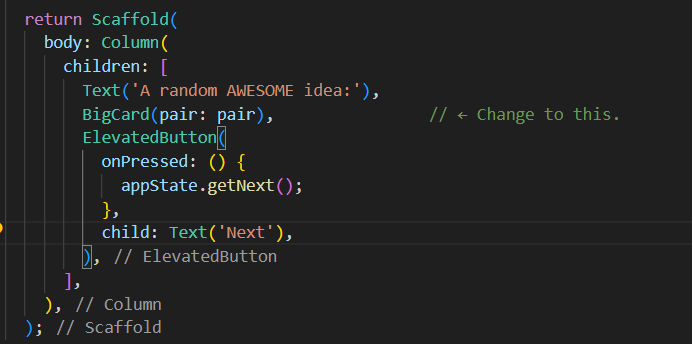 return Scaffold(
body: Column(
children: [
Text('A random AWESOME idea:'),
BigCard(pair: pair), // ← Change to this.
ElevatedButton(
onPressed: () {
appState.getNext();
},
child: Text('Next'),
), // ElevatedButton
],
), // Column
); // Scaffold